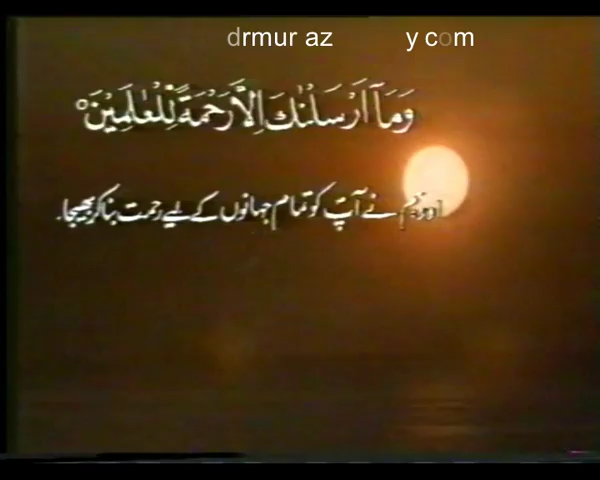 drmur az y com
وَمَآ اَرْسَلْنٰكَ اِلَّا رَحْمَةً لِّلْعٰلَمِيْنَ ○
اور ہم نے آپؐ کو تمام جہانوں کے لیے رحمت بنا کر بھیجا۔